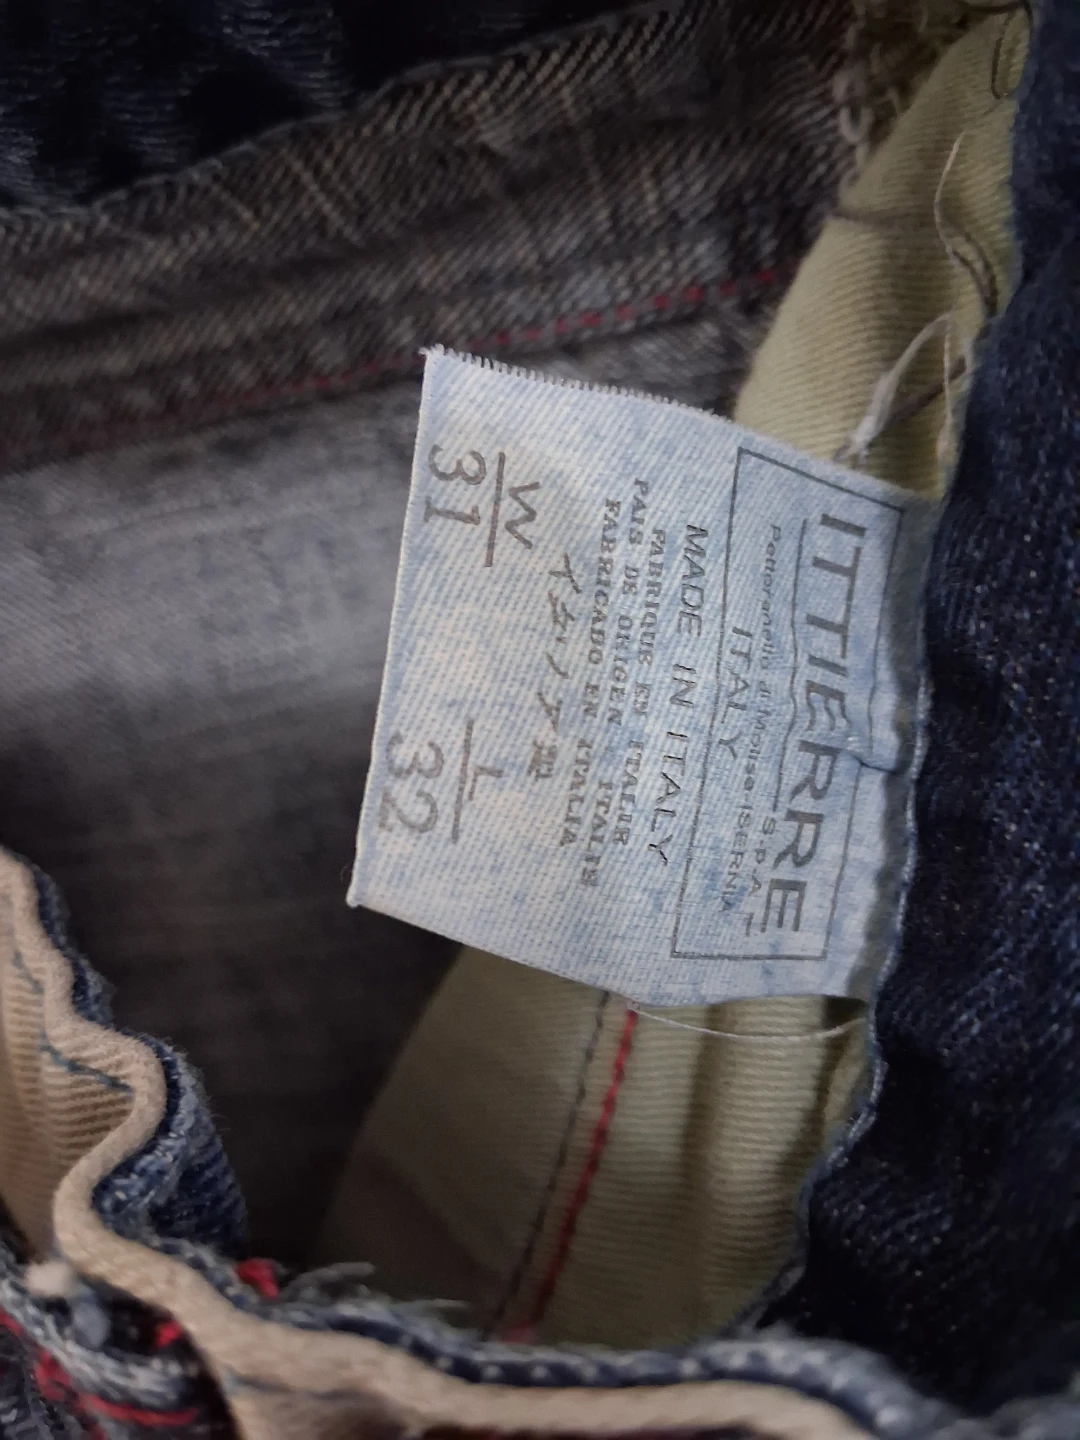 ITTIERRE
S.p.A.
Pettoranello di Molise ISERNIA
ITALY
MADE IN ITALY
FABRIQUE EN ITALIE
PAIS DE ORIGEN ITALIE
FABRICADO EN ITALIA
イタリア製
W L
31 32